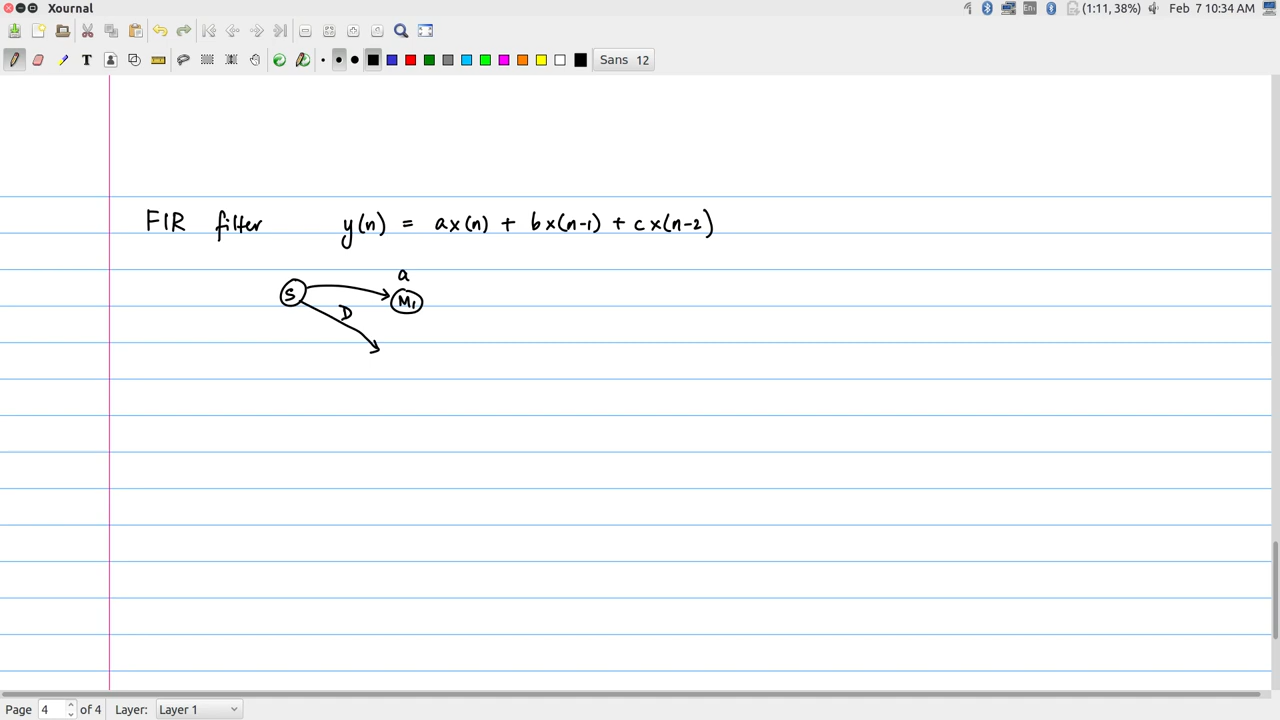 Xournal
(1:11, 38%) Feb 7 10:34 AM
En
T
Sans 12
FIR filter y(n) = ax(n) + bx(n-1) + cx(n-2)
a
S M1
D
Page 4 of 4 Layer: Layer 1